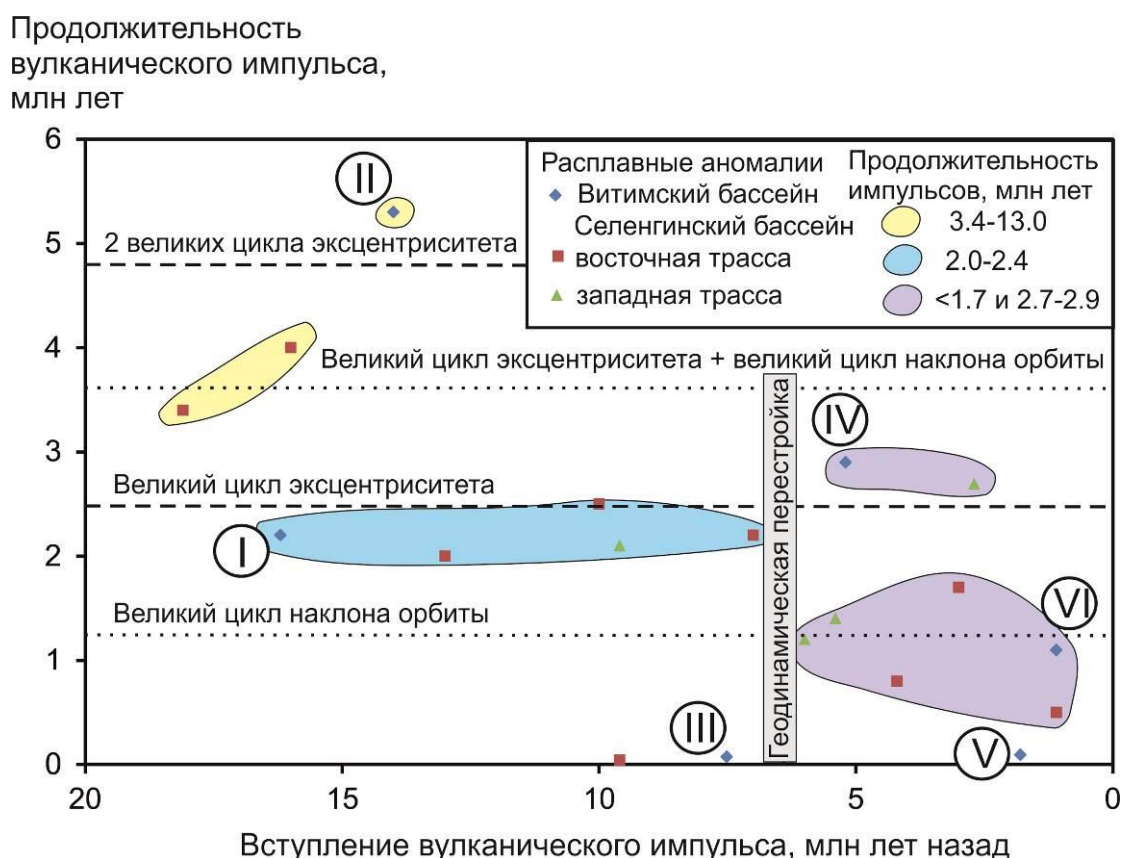 Продолжительность
вулканического импульса,
млн лет
6
5
4
3
2
1
0
Расплавные аномалии
Витимский бассейн
Селенгинский бассейн
восточная трасса
западная трасса
Продолжительность
импульсов, млн лет
3.4-13.0
2.0-2.4
<1.7 и 2.7-2.9
II
2 великих цикла эксцентриситета
Великий цикл эксцентриситета + великий цикл наклона орбиты
IV
Великий цикл эксцентриситета
I
Геодинамическая перестройка
Великий цикл наклона орбиты
VI
III
V
20
15
10
5
0
Вступление вулканического импульса, млн лет назад